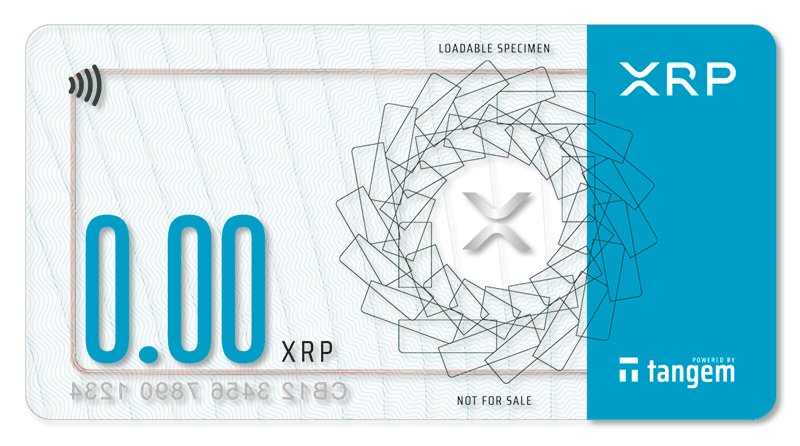 LOADABLE SPECIMEN
XRP
0.00 XRP
CB12 3456 7890 1234
NOT FOR SALE
POWERED BY
tangem